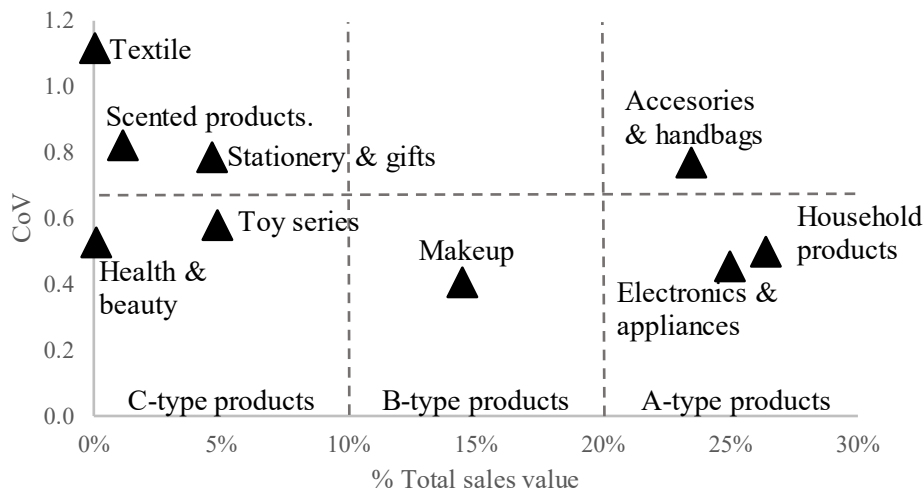 1.2
1.0
0.8
0.6
0.4
0.2
0.0
CoV
Textile
Scented products.
Stationery & gifts
Accesories
& handbags
Toy series
Health &
beauty
Makeup
Household
products
Electronics &
appliances
C-type products
B-type products
A-type products
0%
5%
10%
15%
20%
25%
30%
% Total sales value